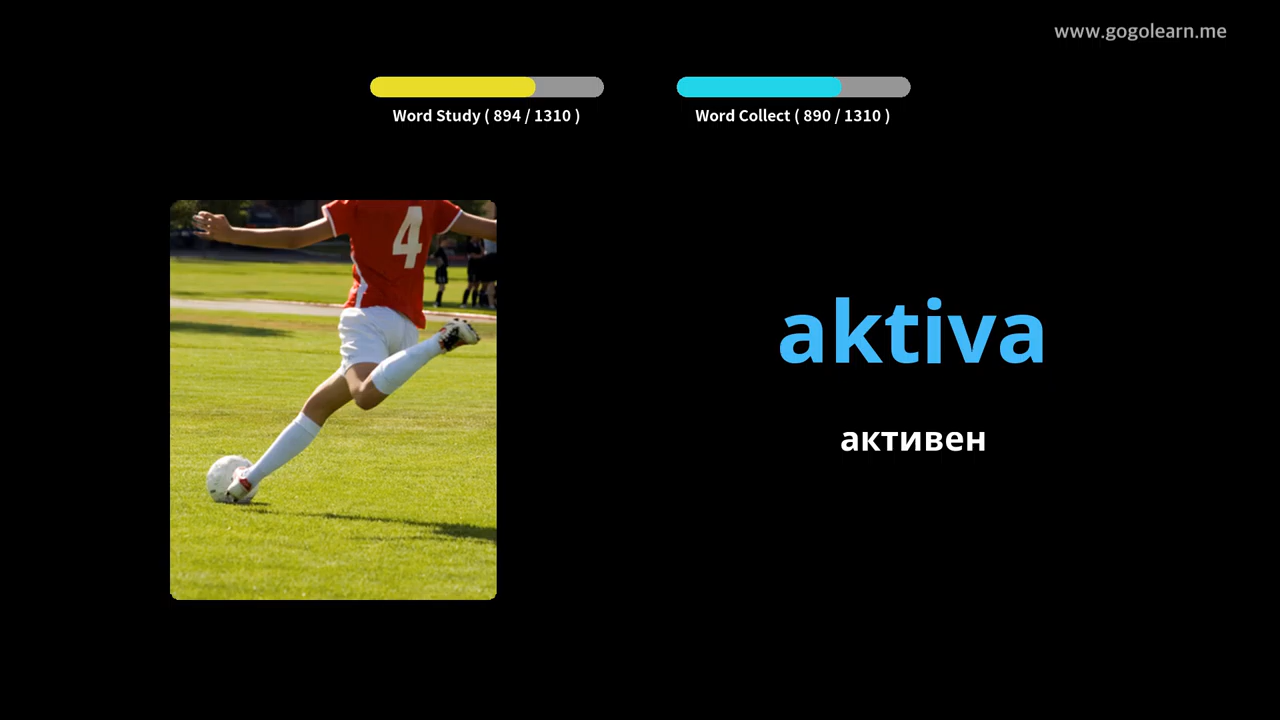 www.gogolearn.me
Word Study ( 894 / 1310 )
Word Collect ( 890 / 1310 )
4
aktiva
активен